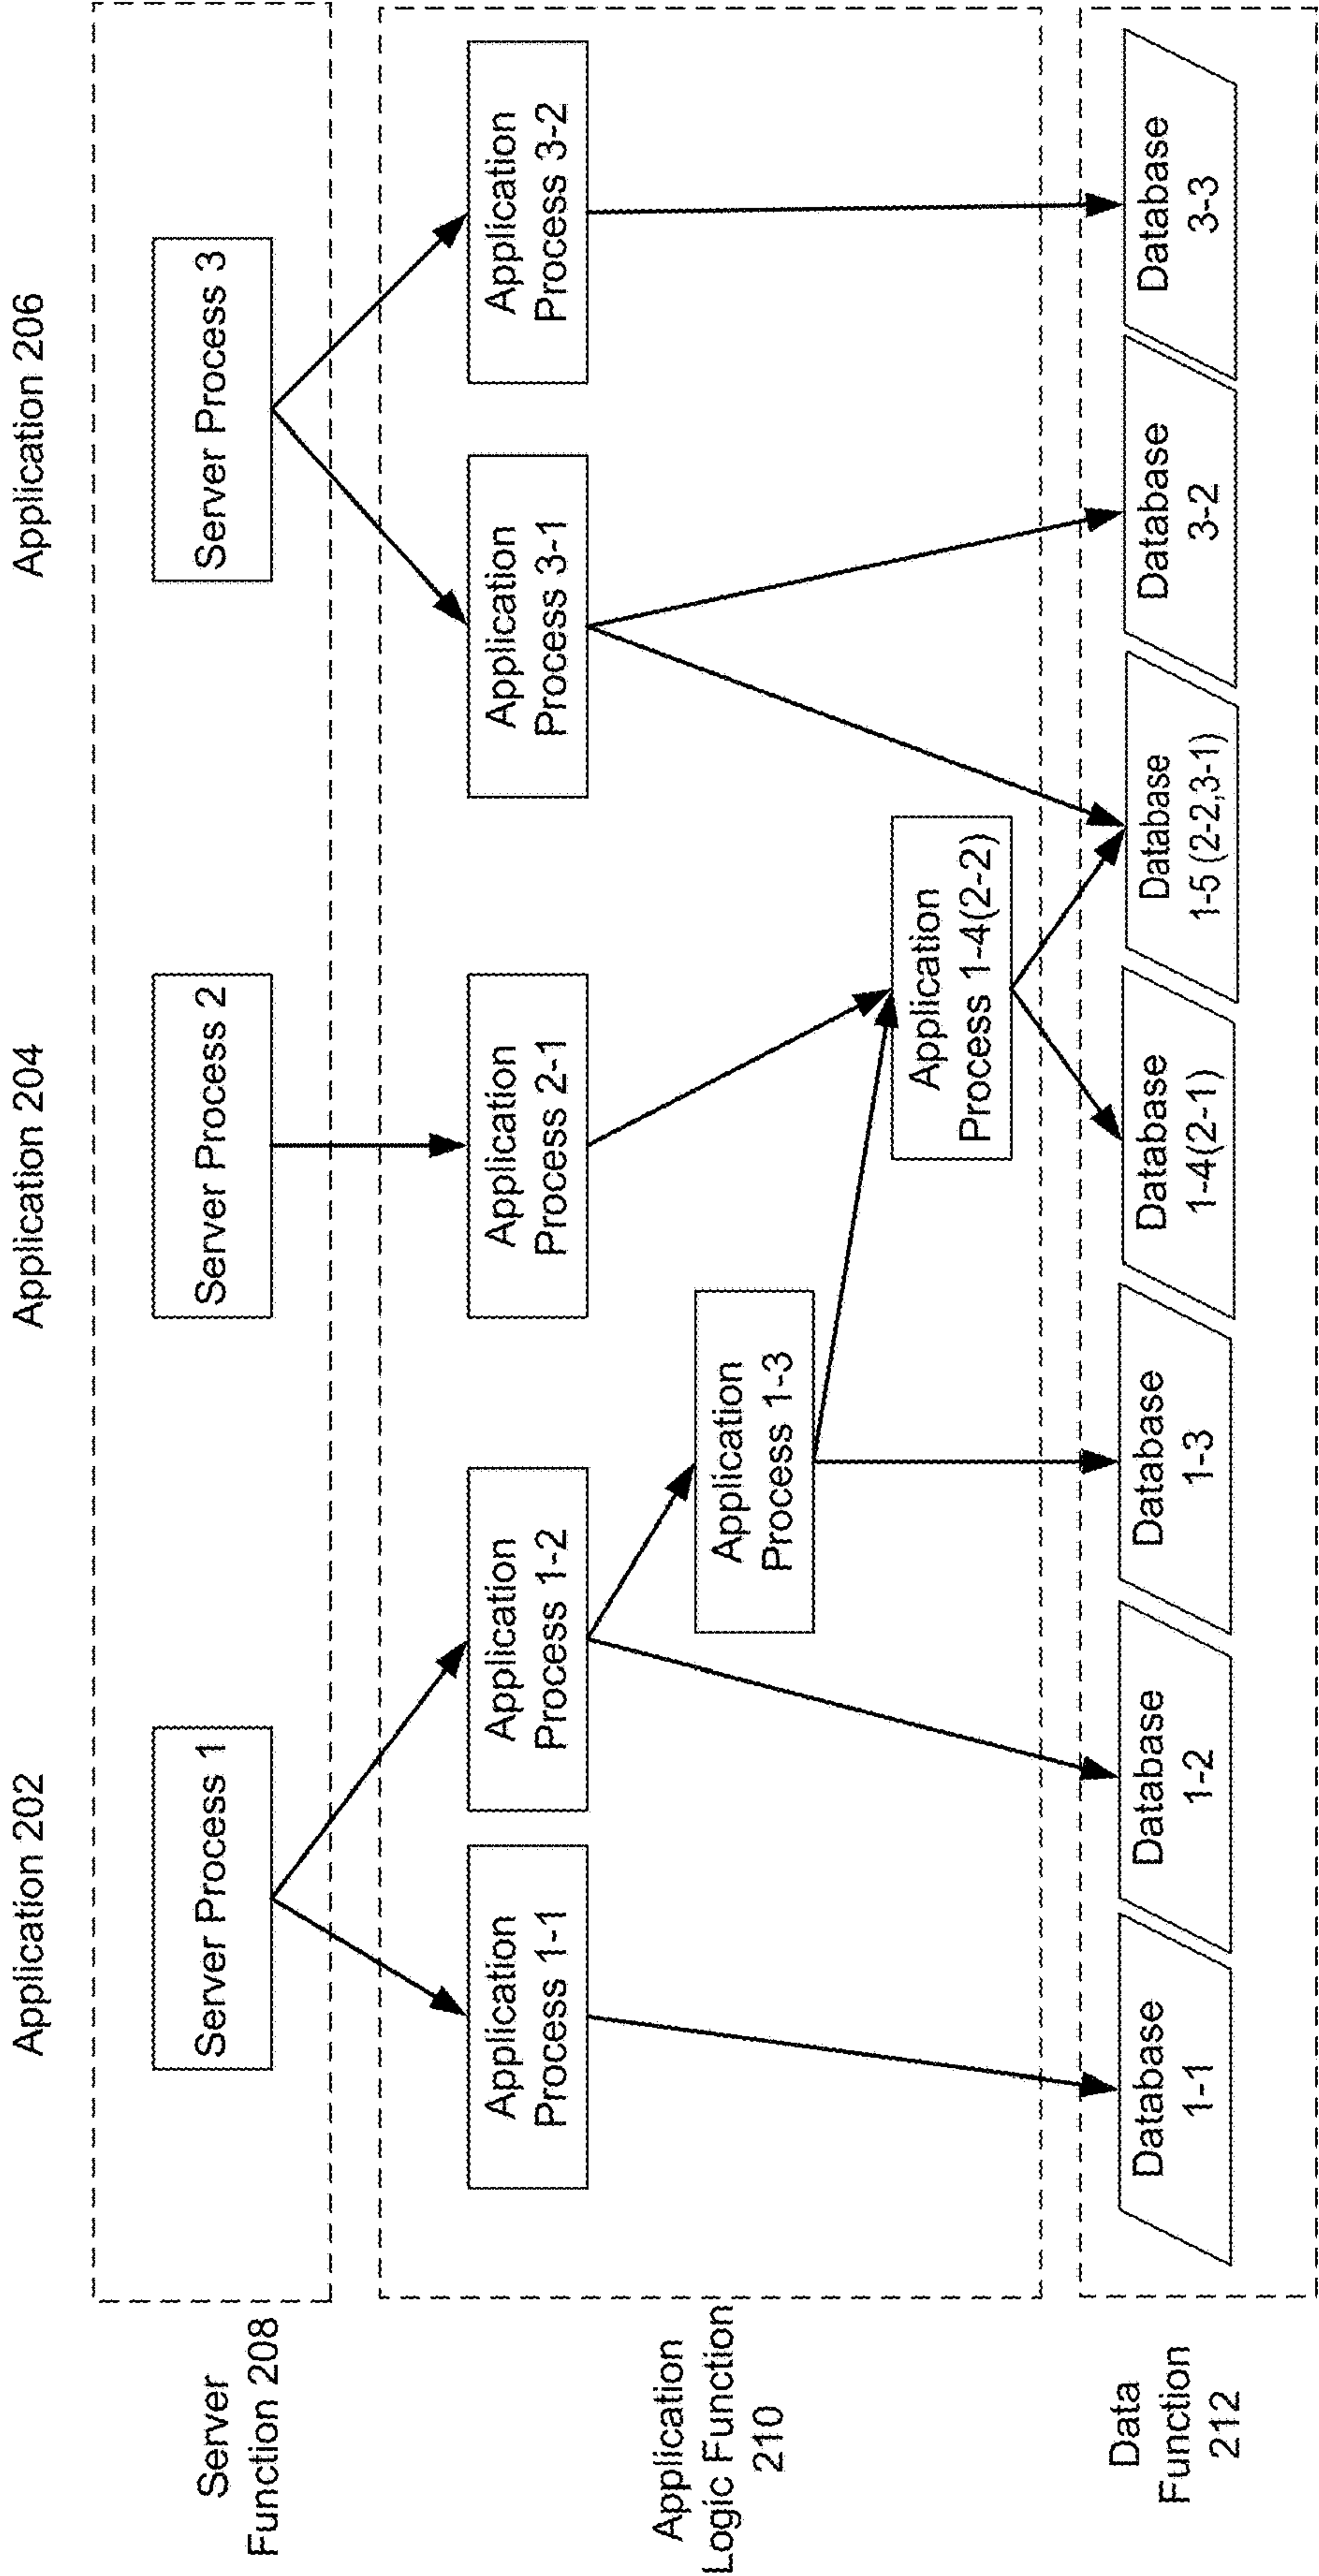 Application 202
Application 204
Application 206
Server
Function 208
Server Process 1
Server Process 2
Server Process 3
Application
Logic Function
210
Application
Process 1-1
Application
Process 1-2
Application
Process 2-1
Application
Process 3-1
Application
Process 3-2
Application
Process 1-3
Application
Process 1-4(2-2)
Data
Function
212
Database
1-1
Database
1-2
Database
1-3
Database
1-4(2-1)
Database
1-5 (2-2,3-1)
Database
3-2
Database
3-3